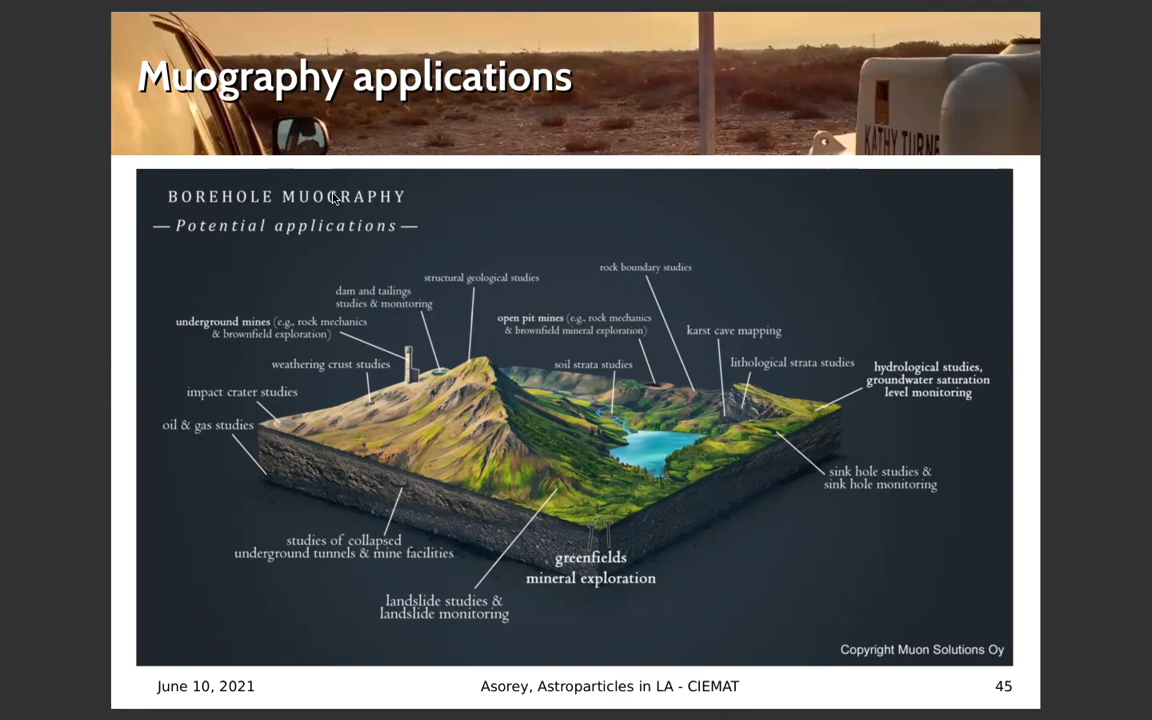 Muography applications
KATHY TURNE
BOREHOLE MUOGRAPHY
— Potential applications —
structural geological studies
rock boundary studies
dam and tailings
studies & monitoring
underground mines (e.g., rock mechanics
& brownfield exploration)
open pit mines (e.g., rock mechanics
& brownfield mineral exploration)
karst cave mapping
weathering crust studies
soil strata studies
lithological strata studies
hydrological studies,
groundwater saturation
level monitoring
impact crater studies
oil & gas studies
sink hole studies &
sink hole monitoring
studies of collapsed
underground tunnels & mine facilities
greenfields
mineral exploration
landslide studies &
landslide monitoring
Copyright Muon Solutions Oy
June 10, 2021
Asorey, Astroparticles in LA - CIEMAT
45